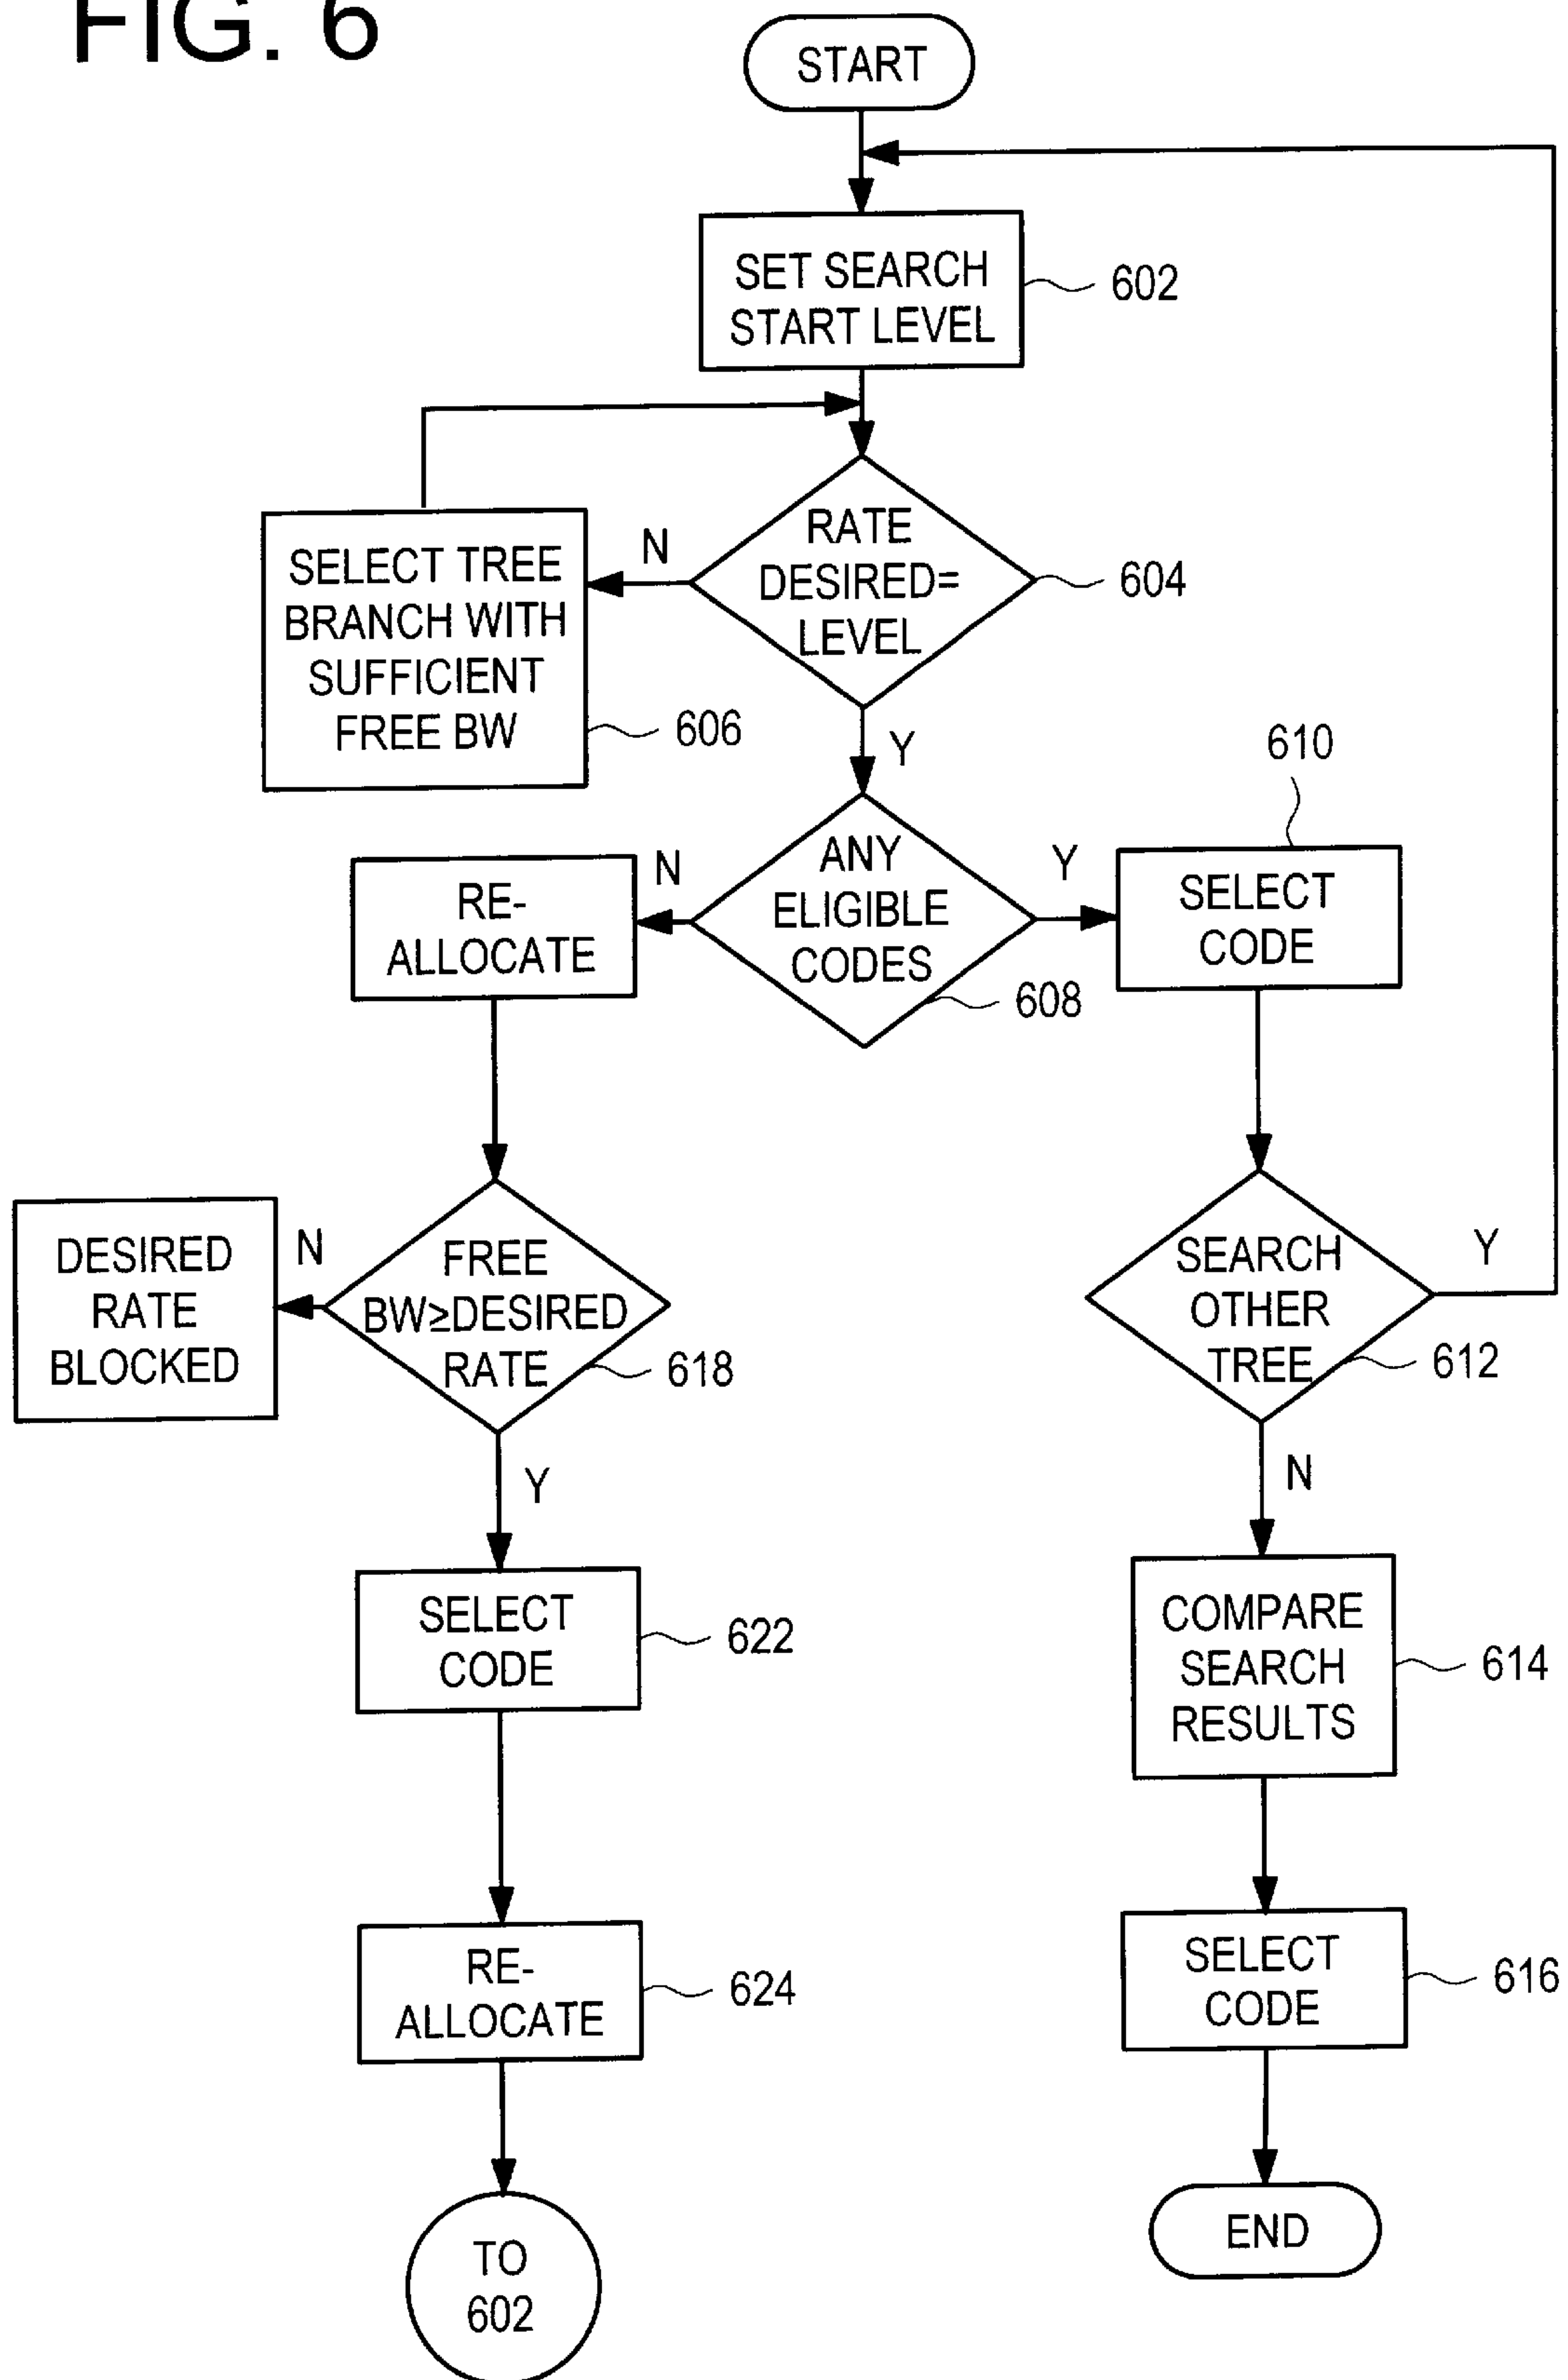 FIG. 6
START
SET SEARCH
START LEVEL
602
RATE
DESIRED=
LEVEL
604
N
SELECT TREE
BRANCH WITH
SUFFICIENT
FREE BW
606
Y
ANY
ELIGIBLE
CODES
608
N
RE-
ALLOCATE
Y
610
SELECT
CODE
FREE
BW≥DESIRED
RATE
618
N
DESIRED
RATE
BLOCKED
SEARCH
OTHER
TREE
612
Y
Y
N
SELECT
CODE
622
COMPARE
SEARCH
RESULTS
614
RE-
ALLOCATE
624
SELECT
CODE
616
TO
602
END